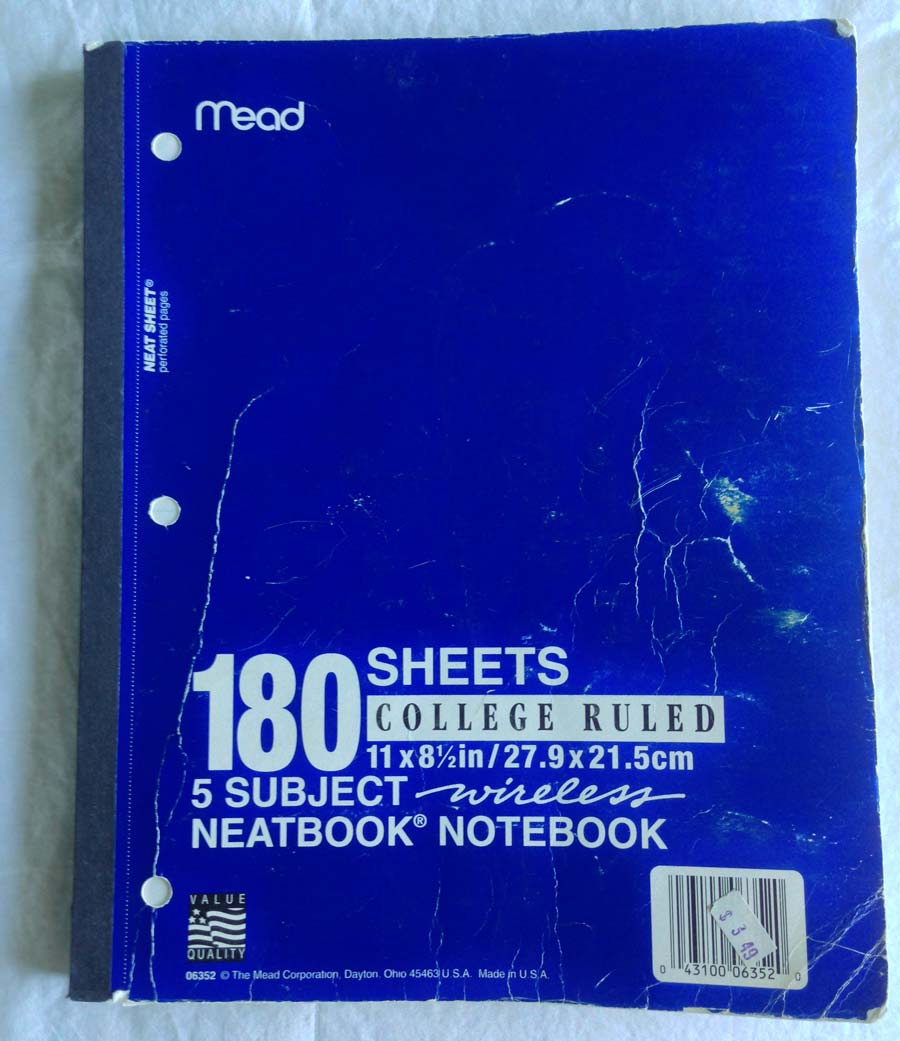 mead
NEAT SHEET®
perforated pages
180 SHEETS
COLLEGE RULED
11 x 8½in/27.9 x 21.5cm
5 SUBJECT wireless
NEATBOOK® NOTEBOOK
VALUE
QUALITY
06352 © The Mead Corporation, Dayton, Ohio 45463 U.S.A. Made in U.S.A.
$ 3 49
0 43100 06352 0